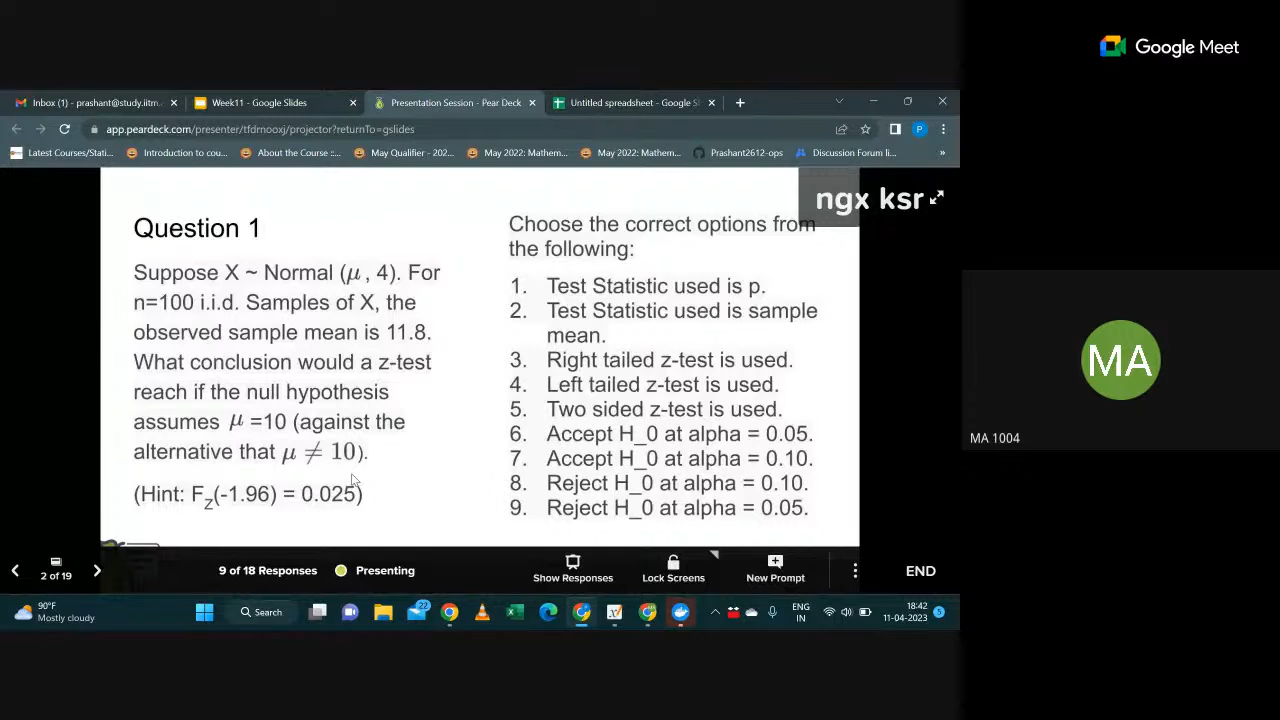 Google Meet
Inbox (1) - prashant@study.iitm.
Week11 - Google Slides
Presentation Session - Pear Deck
Untitled spreadsheet - Google S
app.peardeck.com/presenter/tfdrnooxj/projector?returnTo=gslides
P
Latest Courses/Stati...
Introduction to cou...
About the Course ::...
May Qualifier - 202...
May 2022: Mathem...
May 2022: Mathem...
Prashant2612-ops
Discussion Forum li...
»
ngx ksr
Question 1
Suppose X ~ Normal (μ , 4). For
n=100 i.i.d. Samples of X, the
observed sample mean is 11.8.
What conclusion would a z-test
reach if the null hypothesis
assumes μ =10 (against the
alternative that μ ≠ 10).
(Hint: F_z(-1.96) = 0.025)
Choose the correct options from
the following:
1. Test Statistic used is p.
2. Test Statistic used is sample
mean.
3. Right tailed z-test is used.
4. Left tailed z-test is used.
5. Two sided z-test is used.
6. Accept H_0 at alpha = 0.05.
7. Accept H_0 at alpha = 0.10.
8. Reject H_0 at alpha = 0.10.
9. Reject H_0 at alpha = 0.05.
MA
MA 1004
2 of 19
9 of 18 Responses
Presenting
Show Responses
Lock Screens
New Prompt
END
90°F
Mostly cloudy
Search
22
ENG
IN
18:42
11-04-2023
5